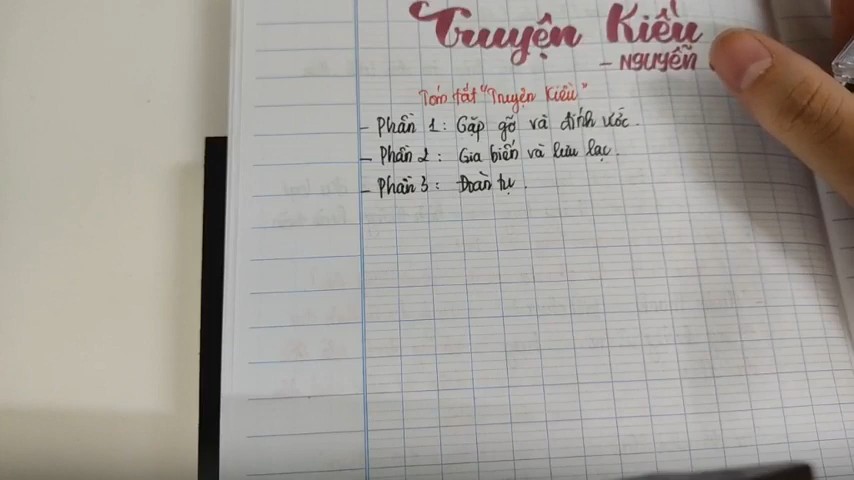 Truyện Kiều
- Nguyễn
Tóm tắt "Truyện Kiều"
- Phần 1: Gặp gỡ và đính ước.
- Phần 2: Gia biến và lưu lạc.
- Phần 3: Đoàn tụ.